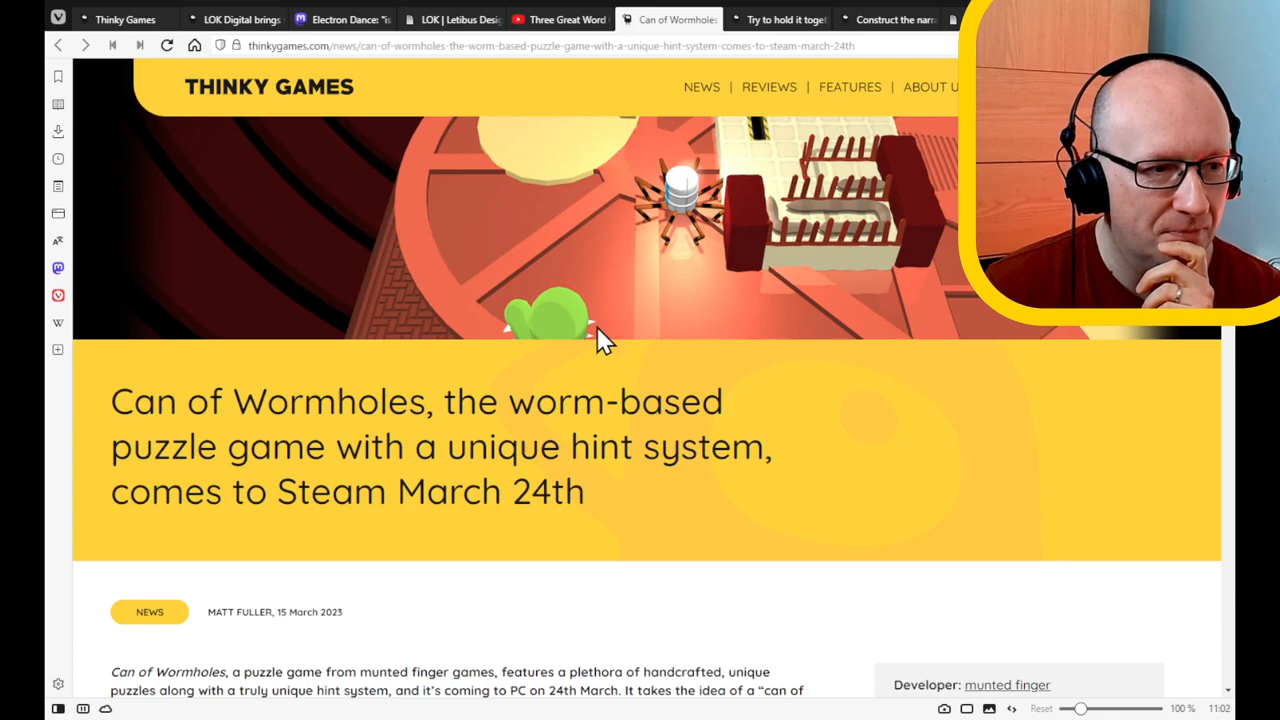 Thinky Games
LOK Digital brings
Electron Dance: "is
LOK | Letibus Desig
Three Great Word
Can of Wormholes
Try to hold it toget
Construct the narra
thinkygames.com/news/can-of-wormholes-the-worm-based-puzzle-game-with-a-unique-hint-system-comes-to-steam-march-24th
THINKY GAMES
NEWS | REVIEWS | FEATURES | ABOUT U
Can of Wormholes, the worm-based
puzzle game with a unique hint system,
comes to Steam March 24th
NEWS
MATT FULLER, 15 March 2023
Can of Wormholes, a puzzle game from munted finger games, features a plethora of handcrafted, unique
puzzles along with a truly unique hint system, and it's coming to PC on 24th March. It takes the idea of a "can of
Developer: munted finger
Reset
100 %
11:02